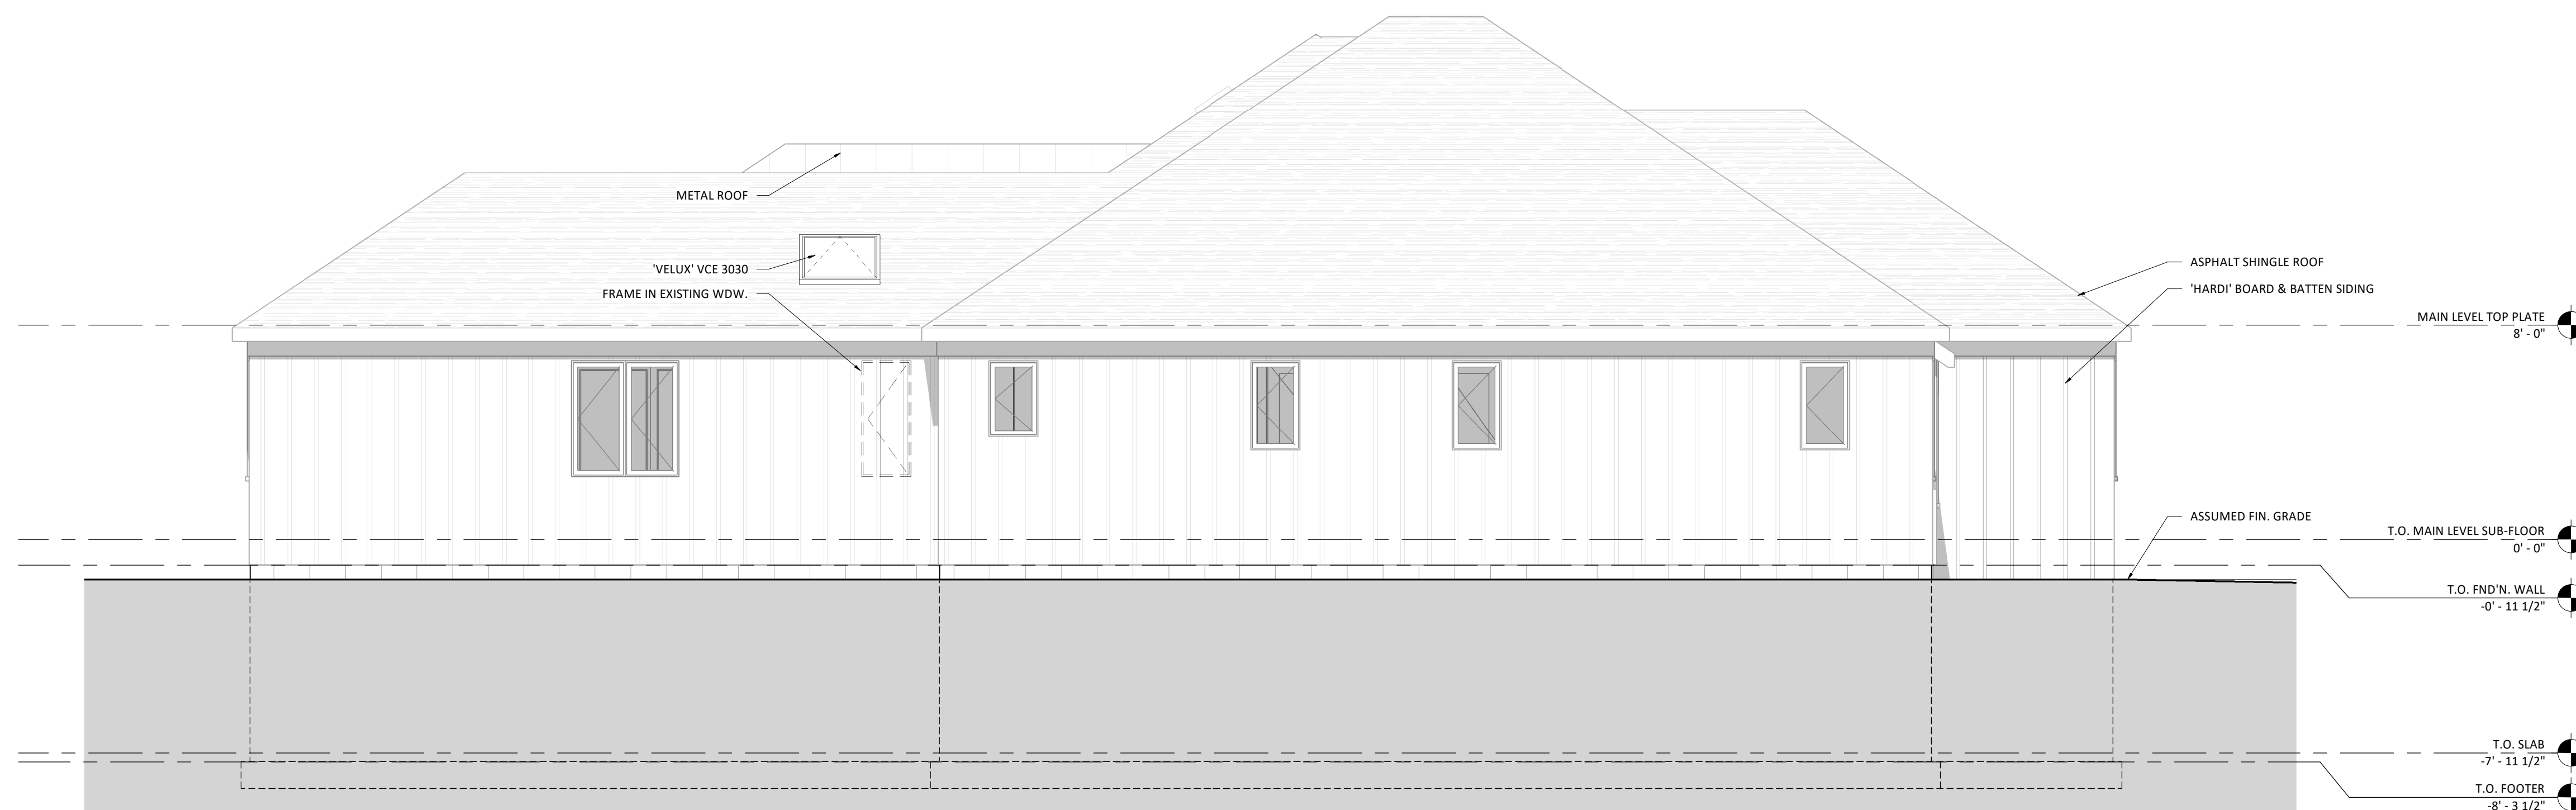 METAL ROOF
'VELUX' VCE 3030
FRAME IN EXISTING WDW.
ASPHALT SHINGLE ROOF
'HARDI' BOARD & BATTEN SIDING
MAIN LEVEL TOP PLATE
8' - 0"
ASSUMED FIN. GRADE
T.O. MAIN LEVEL SUB-FLOOR
0' - 0"
T.O. FND'N. WALL
-0' - 11 1/2"
T.O. SLAB
-7' - 11 1/2"
T.O. FOOTER
-8' - 3 1/2"